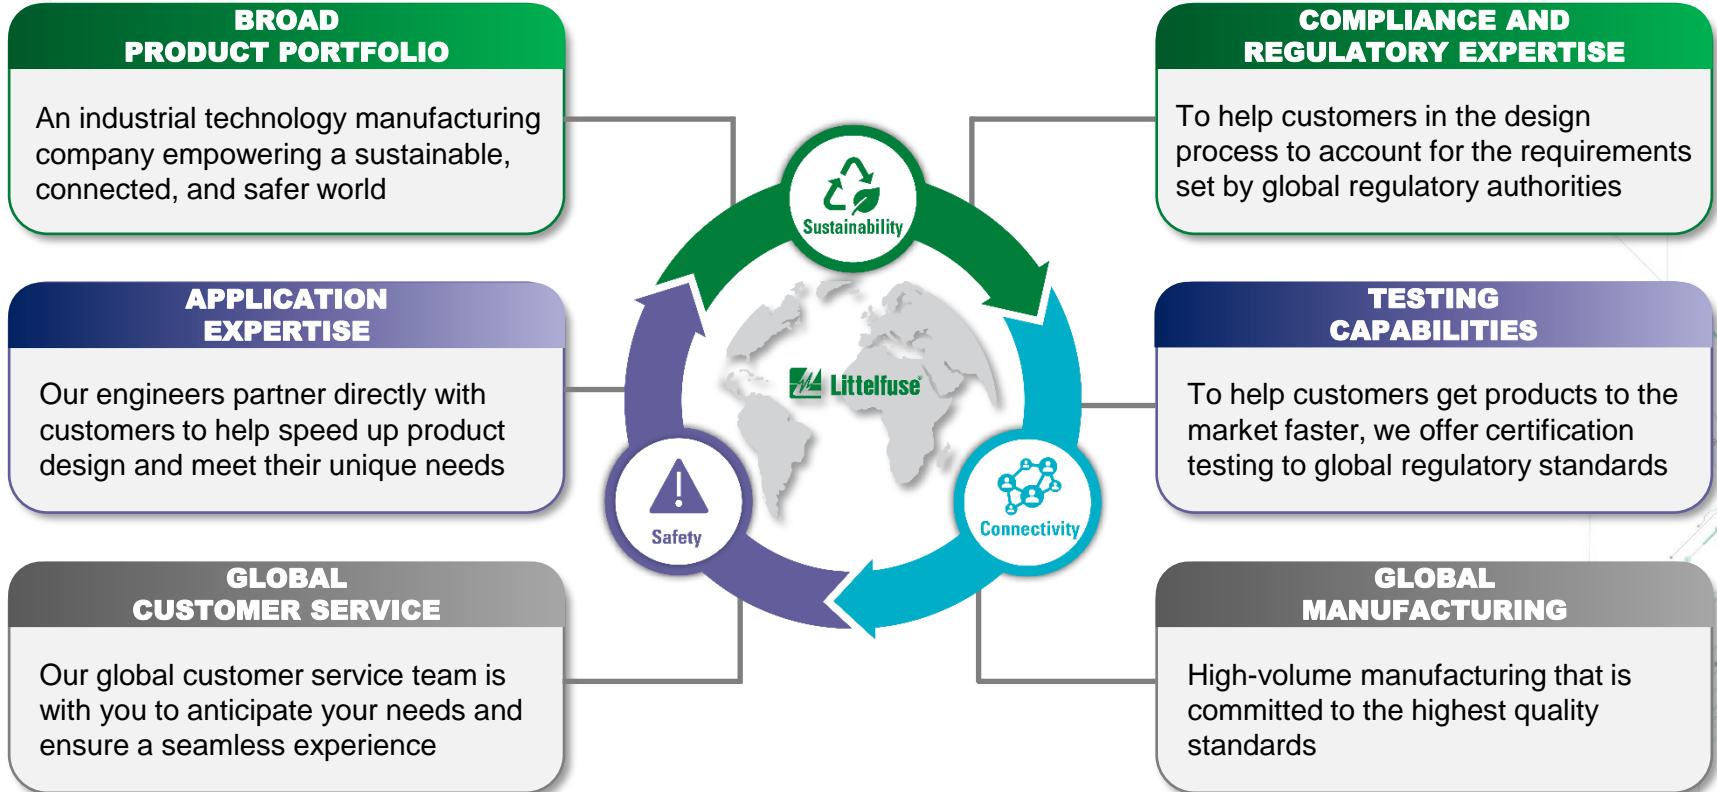 BROAD
PRODUCT PORTFOLIO
An industrial technology manufacturing
company empowering a sustainable,
connected, and safer world
APPLICATION
EXPERTISE
Our engineers partner directly with
customers to help speed up product
design and meet their unique needs
GLOBAL
CUSTOMER SERVICE
Our global customer service team is
with you to anticipate your needs and
ensure a seamless experience
Sustainability
Littelfuse®
Safety
Connectivity
COMPLIANCE AND
REGULATORY EXPERTISE
To help customers in the design
process to account for the requirements
set by global regulatory authorities
TESTING
CAPABILITIES
To help customers get products to the
market faster, we offer certification
testing to global regulatory standards
GLOBAL
MANUFACTURING
High-volume manufacturing that is
committed to the highest quality
standards